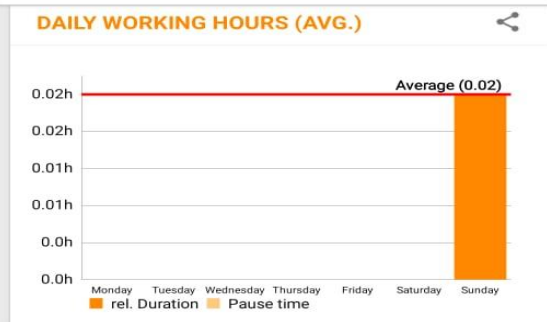 DAILY WORKING HOURS (AVG.)
Average (0.02)
0.02h
0.02h
0.01h
0.01h
0.0h
0.0h
Monday Tuesday Wednesday Thursday Friday Saturday Sunday
rel. Duration Pause time